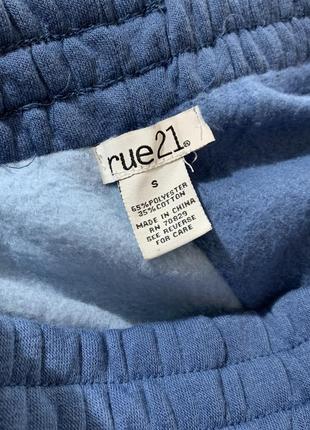 rue21®
S
65% POLYESTER
35% COTTON
MADE IN CHINA
RN 70829
SEE REVERSE
FOR CARE